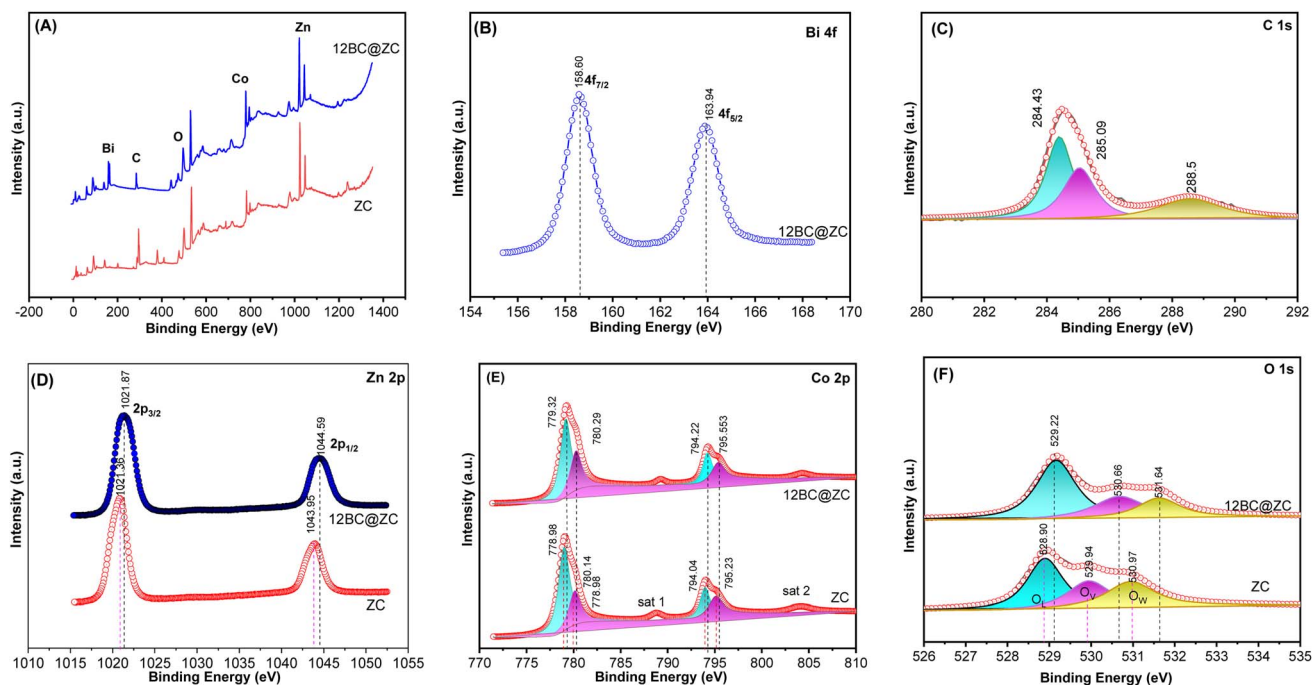 (A)
Zn
12BC@ZC
Co
O
Bi
C
ZC
Intensity (a.u.)
-200 0 200 400 600 800 1000 1200 1400
Binding Energy (eV)
(B)
Bi 4f
158.60
4f7/2
163.94
4f5/2
12BC@ZC
Intensity (a.u.)
154 156 158 160 162 164 166 168 170
Binding Energy (eV)
(C)
C 1s
284.43
285.09
288.5
Intensity (a.u.)
280 282 284 286 288 290 292
Binding Energy (eV)
(D)
Zn 2p
1021.87
2p3/2
1044.59
2p1/2
1021.36
12BC@ZC
1043.95
ZC
Intensity (a.u.)
1010 1015 1020 1025 1030 1035 1040 1045 1050 1055
Binding Energy (eV)
(E)
Co 2p
779.32
780.29
794.22
795.553
12BC@ZC
778.98
780.14
778.98
794.04
795.23
sat 1
sat 2
ZC
Intensity (a.u.)
770 775 780 785 790 795 800 805 810
Binding Energy (eV)
(F)
O 1s
529.22
530.66
531.64
12BC@ZC
628.90
529.94
530.97
OL
OV
OW
ZC
Intensity (a.u.)
526 527 528 529 530 531 532 533 534 535
Binding Energy (eV)